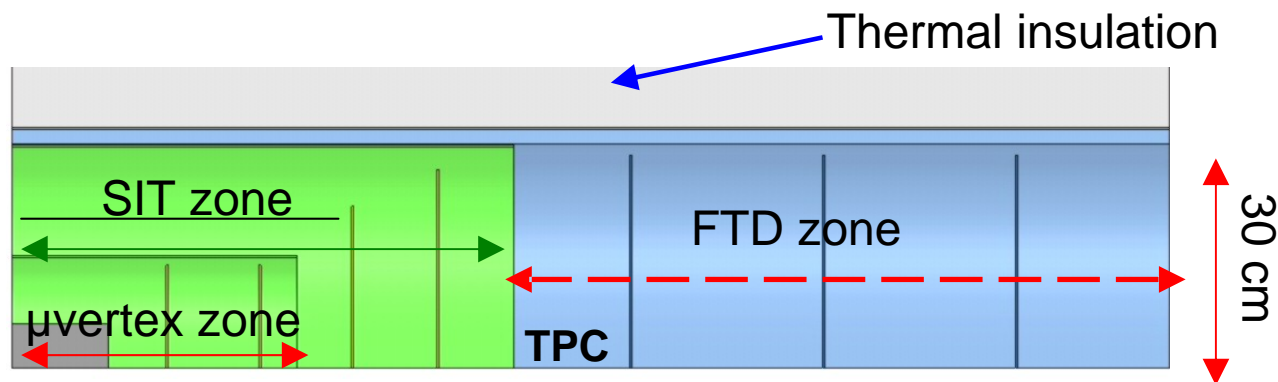 Thermal insulation
SIT zone
FTD zone
30 cm
µvertex zone
TPC